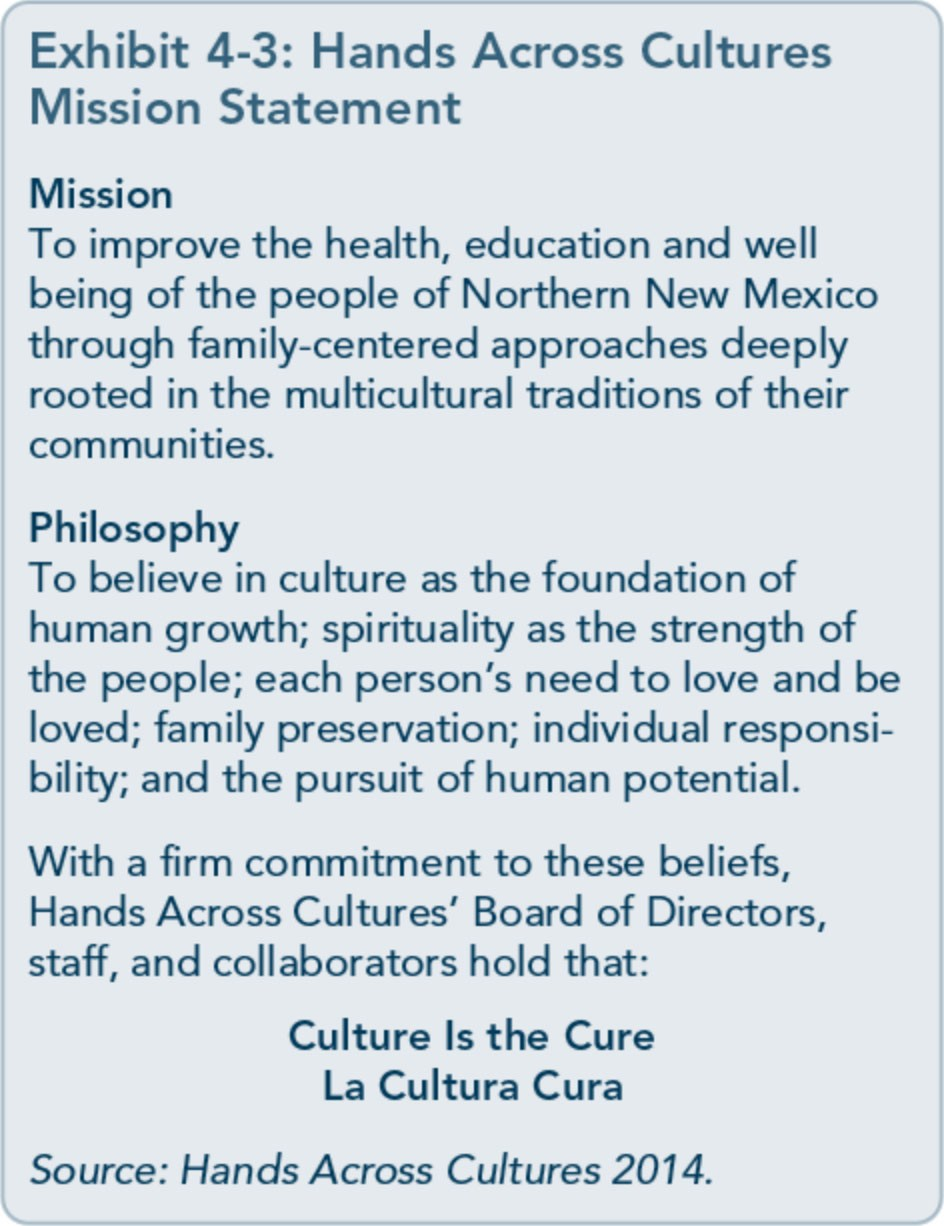 Exhibit 4-3: Hands Across Cultures
Mission Statement
Mission
To improve the health, education and well
being of the people of Northern New Mexico
through family-centered approaches deeply
rooted in the multicultural traditions of their
communities.
Philosophy
To believe in culture as the foundation of
human growth; spirituality as the strength of
the people; each person’s need to love and be
loved; family preservation; individual responsi-
bility; and the pursuit of human potential.
With a firm commitment to these beliefs,
Hands Across Cultures’ Board of Directors,
staff, and collaborators hold that:
Culture Is the Cure
La Cultura Cura
Source: Hands Across Cultures 2014.